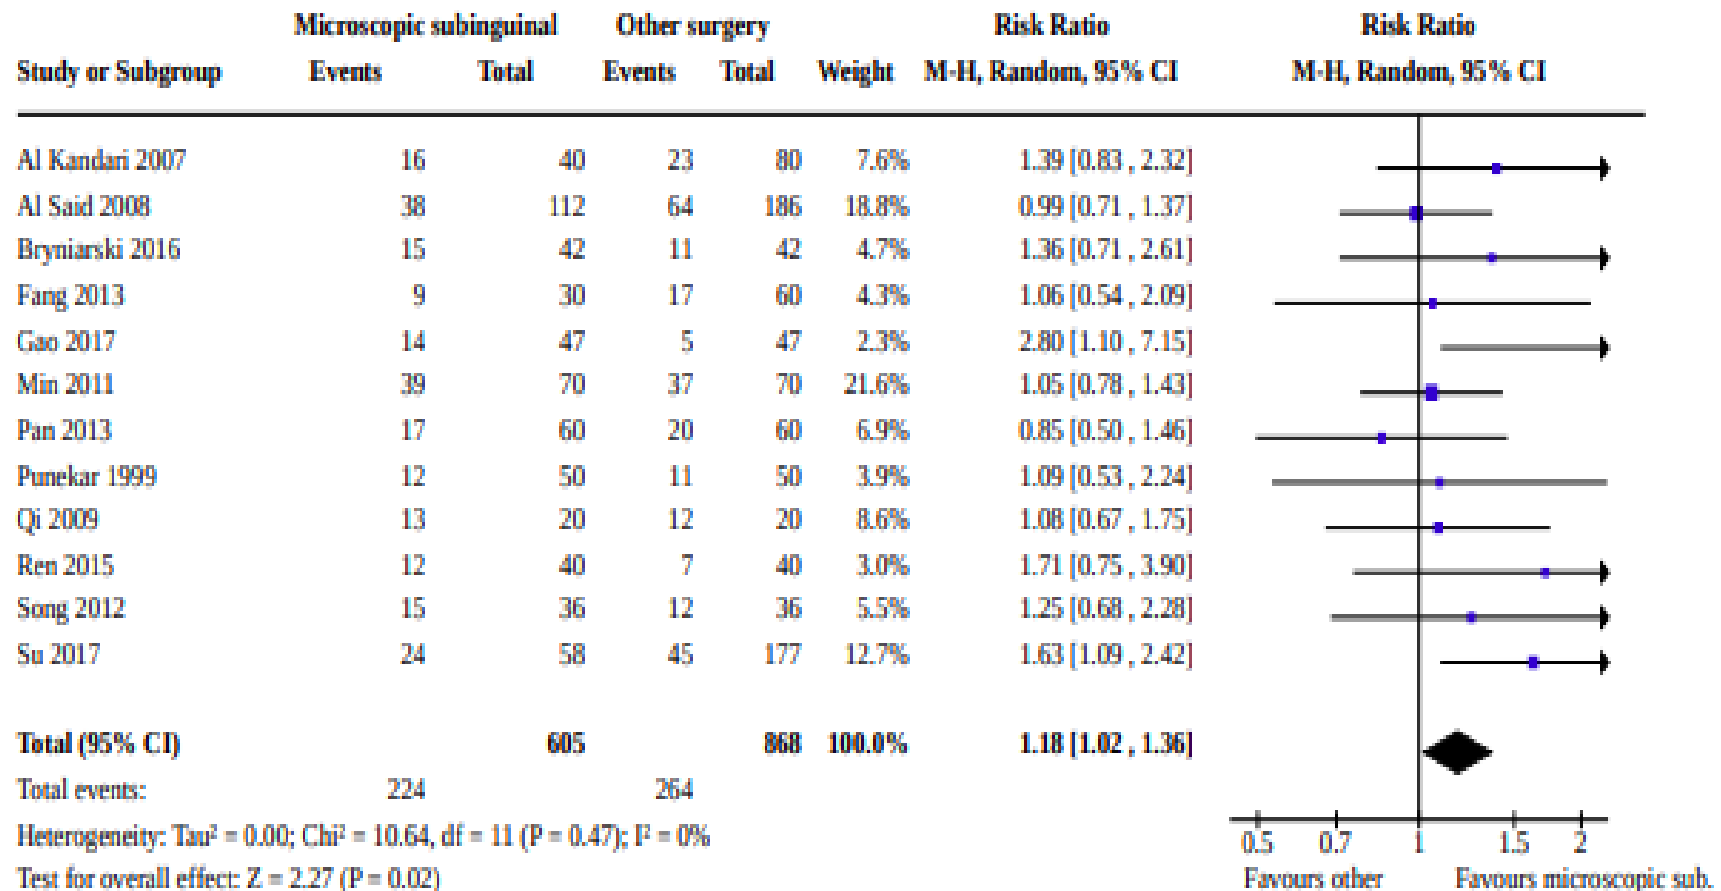 Microscopic subinguinal Other surgery Risk Ratio Risk Ratio
Study or Subgroup Events Total Events Total Weight M-H, Random, 95% CI M-H, Random, 95% CI
Al Kandari 2007 16 40 23 80 7.6% 1.39 [0.83 , 2.32]
Al Said 2008 38 112 64 186 18.8% 0.99 [0.71 , 1.37]
Bryniarski 2016 15 42 11 42 4.7% 1.36 [0.71 , 2.61]
Fang 2013 9 30 17 60 4.3% 1.06 [0.54 , 2.09]
Gao 2017 14 47 5 47 2.3% 2.80 [1.10 , 7.15]
Min 2011 39 70 37 70 21.6% 1.05 [0.78 , 1.43]
Pan 2013 17 60 20 60 6.9% 0.85 [0.50 , 1.46]
Punekar 1999 12 50 11 50 3.9% 1.09 [0.53 , 2.24]
Qi 2009 13 20 12 20 8.6% 1.08 [0.67 , 1.75]
Ren 2015 12 40 7 40 3.0% 1.71 [0.75 , 3.90]
Song 2012 15 36 12 36 5.5% 1.25 [0.68 , 2.28]
Su 2017 24 58 45 177 12.7% 1.63 [1.09 , 2.42]
Total (95% CI) 605 868 100.0% 1.18 [1.02 , 1.36]
Total events: 224 264
Heterogeneity: Tau² = 0.00; Chi² = 10.64, df = 11 (P = 0.47); I² = 0%
0.5 0.7 1 1.5 2
Test for overall effect: Z = 2.27 (P = 0.02) Favours other Favours microscopic sub.